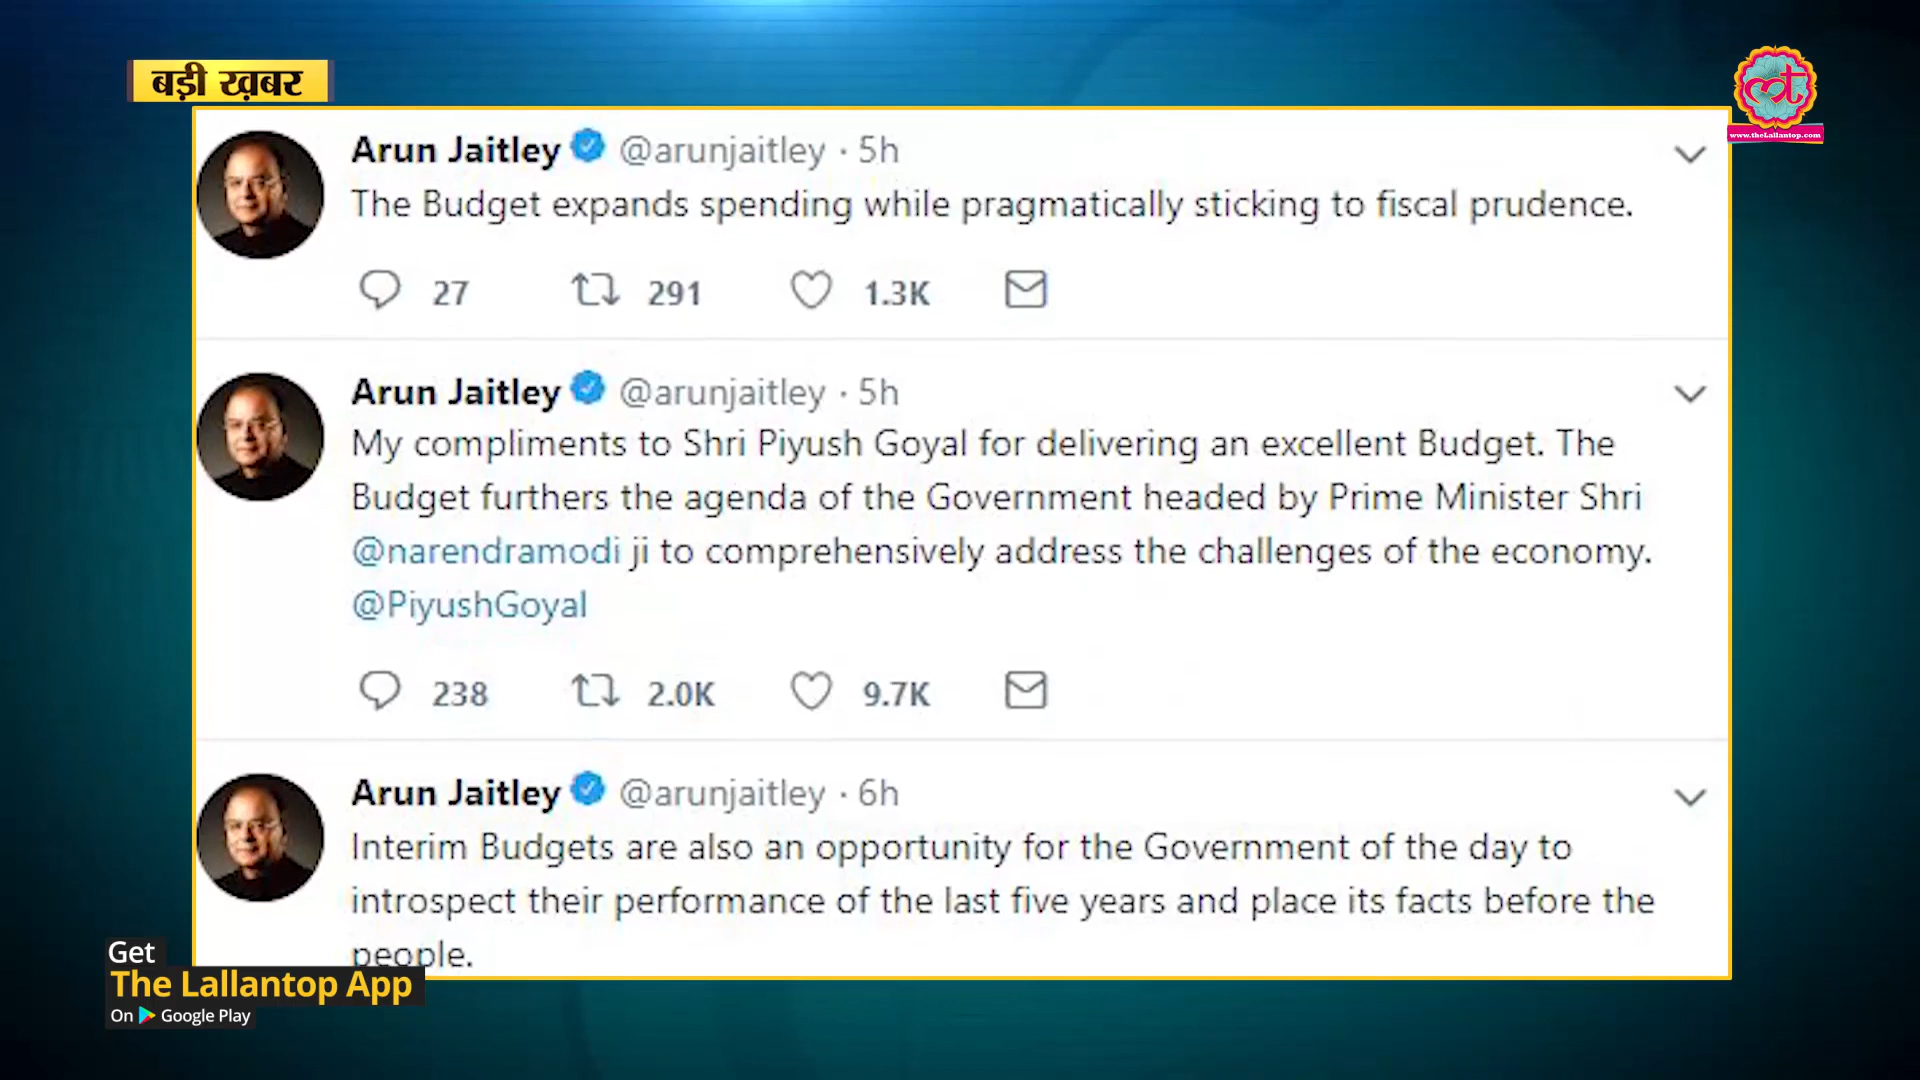 बड़ी ख़बर
www.theLallantop.com
Arun Jaitley @arunjaitley · 5h
The Budget expands spending while pragmatically sticking to fiscal prudence.
27 291 1.3K
Arun Jaitley @arunjaitley · 5h
My compliments to Shri Piyush Goyal for delivering an excellent Budget. The
Budget furthers the agenda of the Government headed by Prime Minister Shri
@narendramodi ji to comprehensively address the challenges of the economy.
@PiyushGoyal
238 2.0K 9.7K
Arun Jaitley @arunjaitley · 6h
Interim Budgets are also an opportunity for the Government of the day to
introspect their performance of the last five years and place its facts before the
people.
Get
The Lallantop App
On Google Play